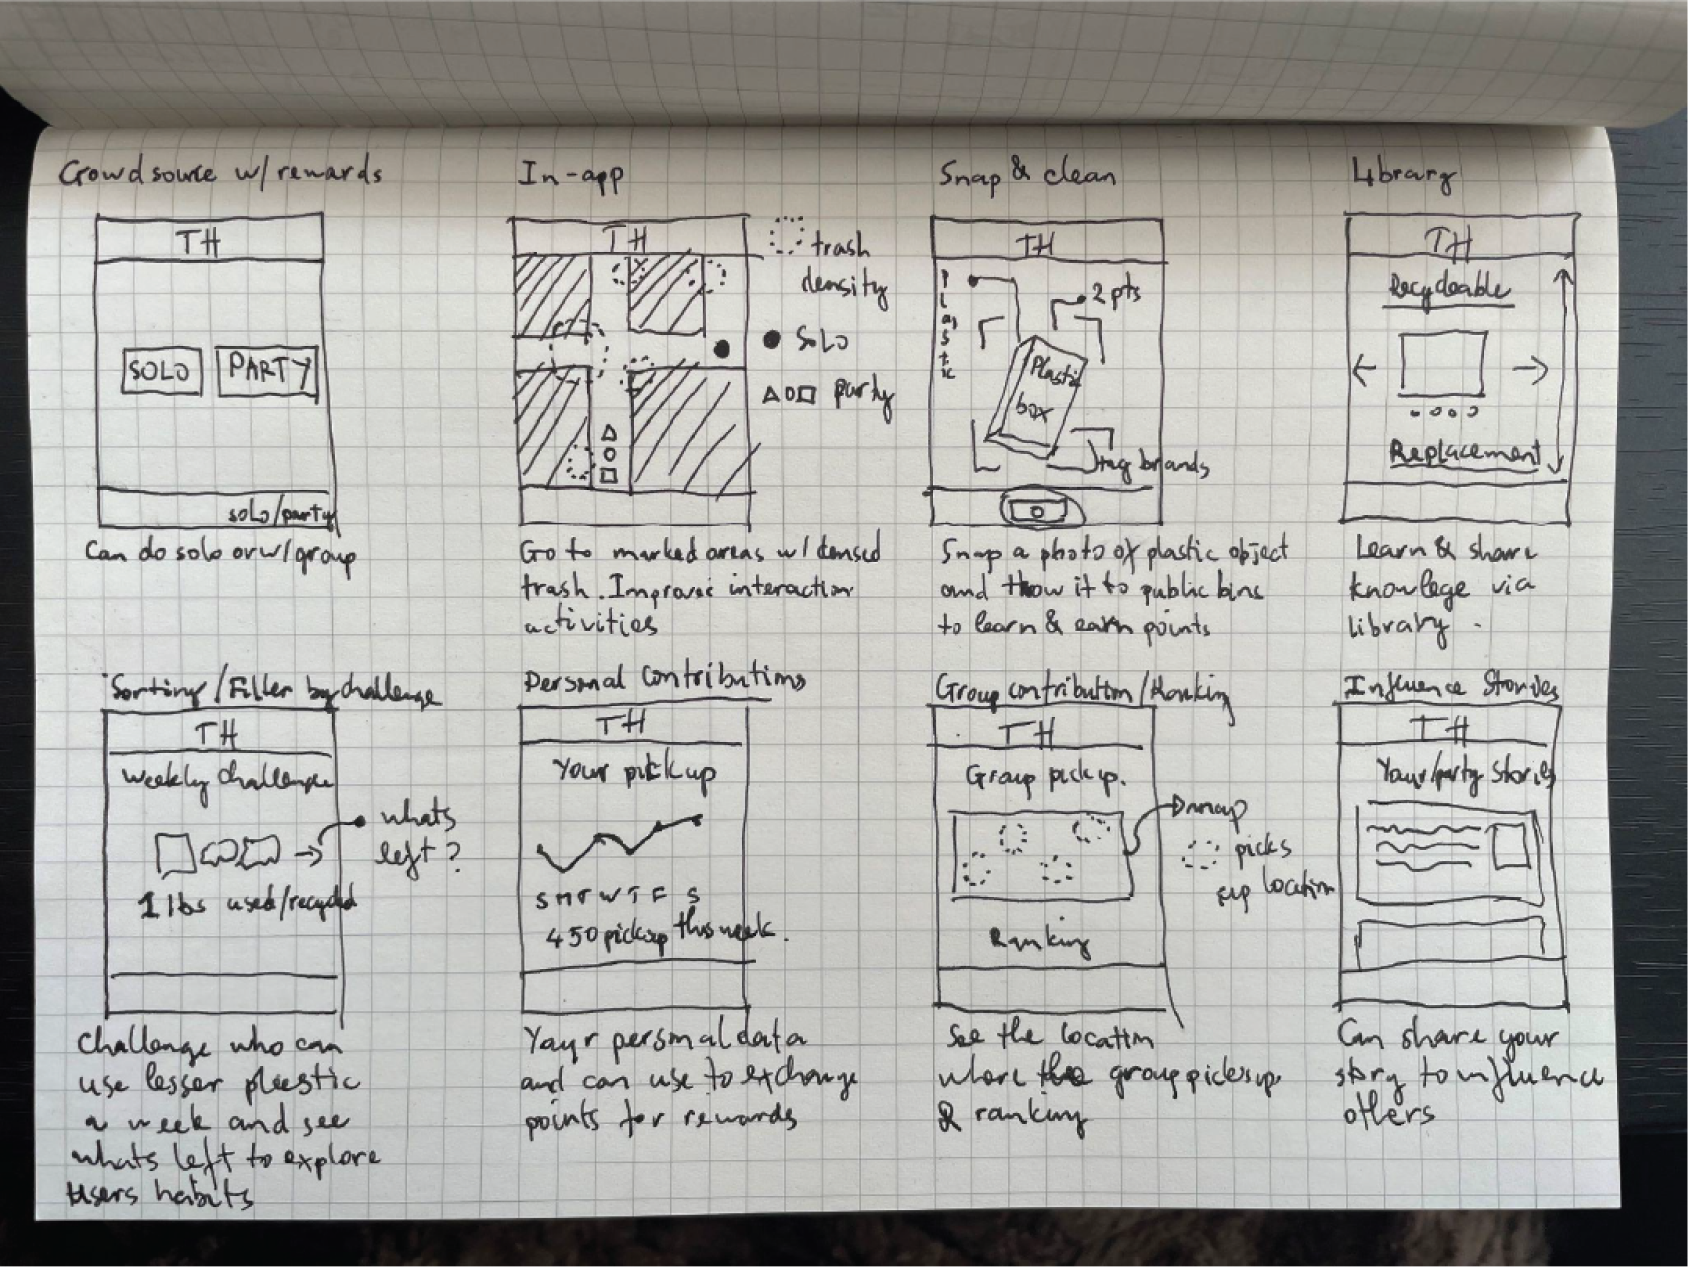 Crowdsource w/ rewards
TH
SOLO
PARTY
solo/party
Can do solo or w/ group
In-app
TH
trash
density
SOLO
party
Go to marked areas w/ densed
trash. Improvise interaction
activities
Snap & clean
TH
Plastic
2 pts
Plastic
box
tag brands
Snap a photo of plastic object
and thow it to public bins
to learn & earn points
Library
TH
Recycleable
Replacement
Learn & share
knowlege via
library.
Sorting/Filter by challenge
TH
Weekly challenge
whats
left?
1 lbs used/recycled
Challenge who can
use lesser plastic
a week and see
whats left to explore
users habits
Personal contributions
TH
Your pickup
S M T W T F S
450 pickup this week.
Your personal data
and can use to exchange
points for rewards
Group contribution/Ranking
TH
Group pickup.
map
picks
up location
Ranking
See the location
where the group picks up
& ranking
Influence Stories
TH
Your/party stories
Can share your
story to influence
others